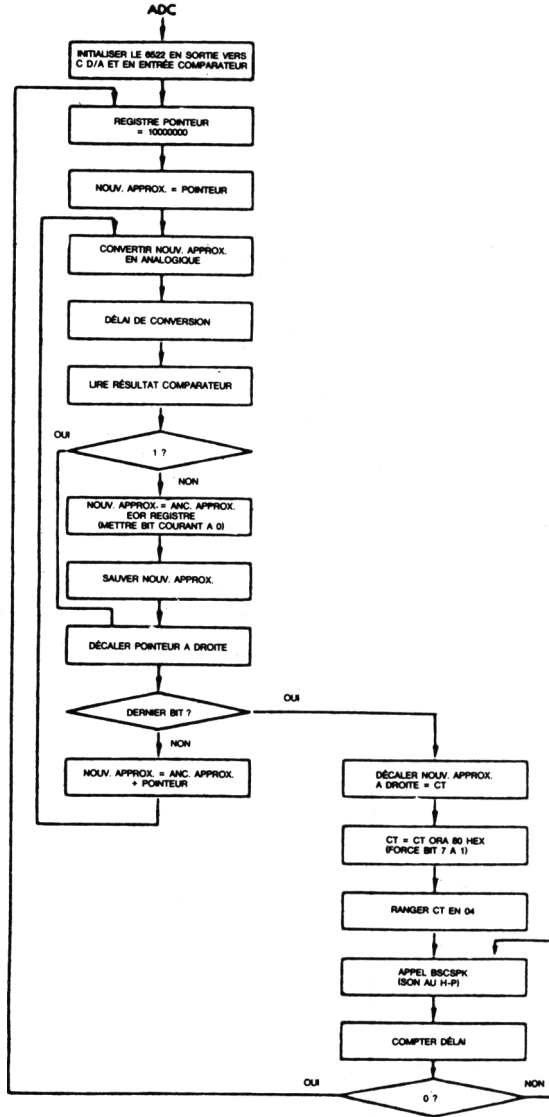 ADC
INITIALISER LE 6522 EN SORTIE VERS
C D/A ET EN ENTRÉE COMPARATEUR
REGISTRE POINTEUR
= 10000000
NOUV. APPROX. = POINTEUR
CONVERTIR NOUV. APPROX.
EN ANALOGIQUE
DÉLAI DE CONVERSION
LIRE RÉSULTAT COMPARATEUR
OUI
1 ?
NON
NOUV. APPROX. = ANC. APPROX.
EOR REGISTRE
(METTRE BIT COURANT A 0)
SAUVER NOUV. APPROX.
DÉCALER POINTEUR A DROITE
OUI
DERNIER BIT ?
NON
NOUV. APPROX. = ANC. APPROX.
+ POINTEUR
DÉCALER NOUV. APPROX.
A DROITE = CT
CT = CT ORA 80 HEX
(FORCE BIT 7 A 1)
RANGER CT EN 04
APPEL BSCSPK
(SON AU H-P)
COMPTER DÉLAI
OUI
NON
0 ?